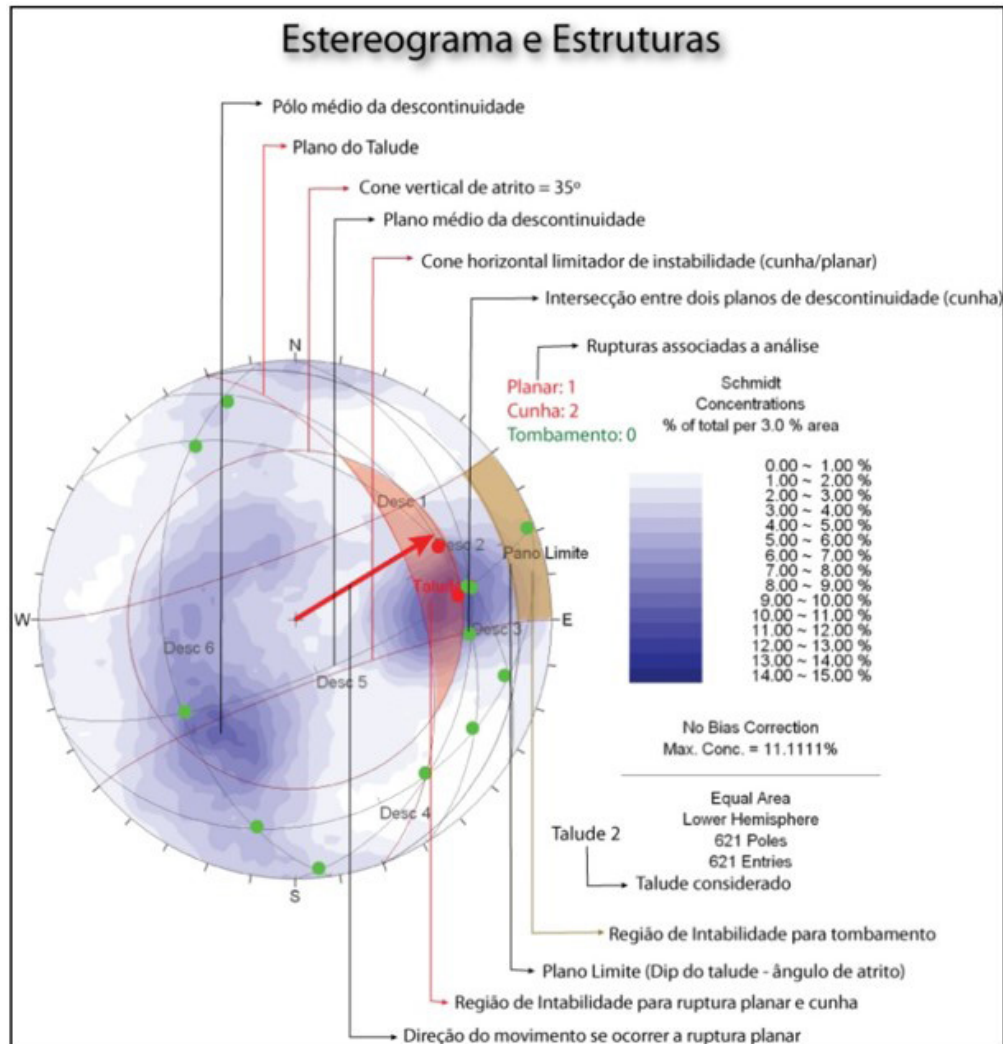 Estereograma e Estruturas
Pólo médio da descontinuidade
Plano do Talude
Cone vertical de atrito = 35º
Plano médio da descontinuidade
Cone horizontal limitador de instabilidade (cunha/planar)
Intersecção entre dois planos de descontinuidade (cunha)
Rupturas associadas a análise
Planar: 1
Cunha: 2
Tombamento: 0
Schmidt
Concentrations
% of total per 3.0 % area
0.00 ~ 1.00 %
1.00 ~ 2.00 %
2.00 ~ 3.00 %
3.00 ~ 4.00 %
4.00 ~ 5.00 %
5.00 ~ 6.00 %
6.00 ~ 7.00 %
7.00 ~ 8.00 %
8.00 ~ 9.00 %
9.00 ~ 10.00 %
10.00 ~ 11.00 %
11.00 ~ 12.00 %
12.00 ~ 13.00 %
13.00 ~ 14.00 %
14.00 ~ 15.00 %
No Bias Correction
Max. Conc. = 11.1111%
Equal Area
Lower Hemisphere
621 Poles
621 Entries
N
Desc 1
Desc 2
Pano Limite
W
E
Desc 3
Desc 6
Desc 5
Desc 4
S
Talude 2
Talude considerado
Região de Intabilidade para tombamento
Plano Limite (Dip do talude - ângulo de atrito)
Região de Intabilidade para ruptura planar e cunha
Direção do movimento se ocorrer a ruptura planar